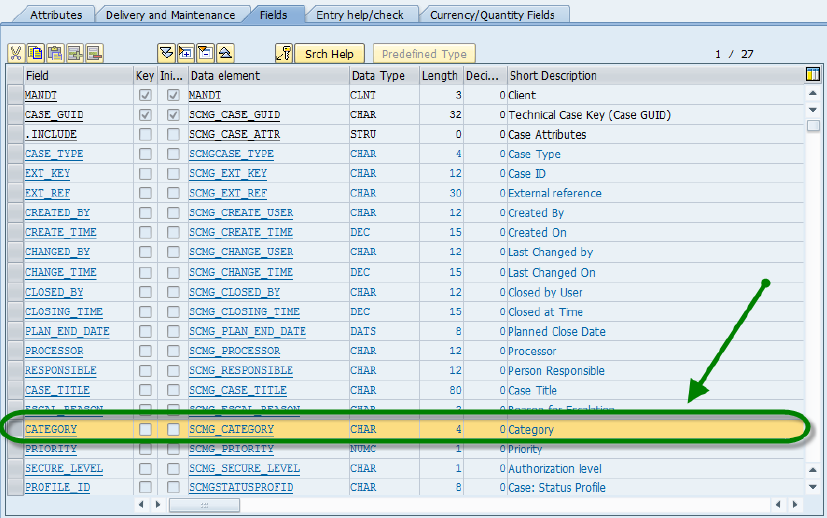 Attributes Delivery and Maintenance Fields Entry help/check Currency/Quantity Fields
Srch Help Predefined Type 1 / 27
Field Key Ini... Data element Data Type Length Deci... Short Description
MANDT MANDT CLNT 3 0 Client
CASE_GUID SCMG_CASE_GUID CHAR 32 0 Technical Case Key (Case GUID)
.INCLUDE SCMG_CASE_ATTR STRU 0 0 Case Attributes
CASE_TYPE SCMGCASE_TYPE CHAR 4 0 Case Type
EXT_KEY SCMG_EXT_KEY CHAR 12 0 Case ID
EXT_REF SCMG_EXT_REF CHAR 30 0 External reference
CREATED_BY SCMG_CREATE_USER CHAR 12 0 Created By
CREATE_TIME SCMG_CREATE_TIME DEC 15 0 Created On
CHANGED_BY SCMG_CHANGE_USER CHAR 12 0 Last Changed by
CHANGE_TIME SCMG_CHANGE_TIME DEC 15 0 Last Changed On
CLOSED_BY SCMG_CLOSED_BY CHAR 12 0 Closed by User
CLOSING_TIME SCMG_CLOSING_TIME DEC 15 0 Closed at Time
PLAN_END_DATE SCMG_PLAN_END_DATE DATS 8 0 Planned Close Date
PROCESSOR SCMG_PROCESSOR CHAR 12 0 Processor
RESPONSIBLE SCMG_RESPONSIBLE CHAR 12 0 Person Responsible
CASE_TITLE SCMG_CASE_TITLE CHAR 80 0 Case Title
ESCAL_REASON SCMG_ESCAL_REASON CHAR 0 Reason for Escalation
CATEGORY SCMG_CATEGORY CHAR 4 0 Category
PRIORITY SCMG_PRIORITY NUMC 1 0 Priority
SECURE_LEVEL SCMG_SECURE_LEVEL CHAR 1 0 Authorization level
PROFILE_ID SCMGSTATUSPROFID CHAR 8 0 Case: Status Profile